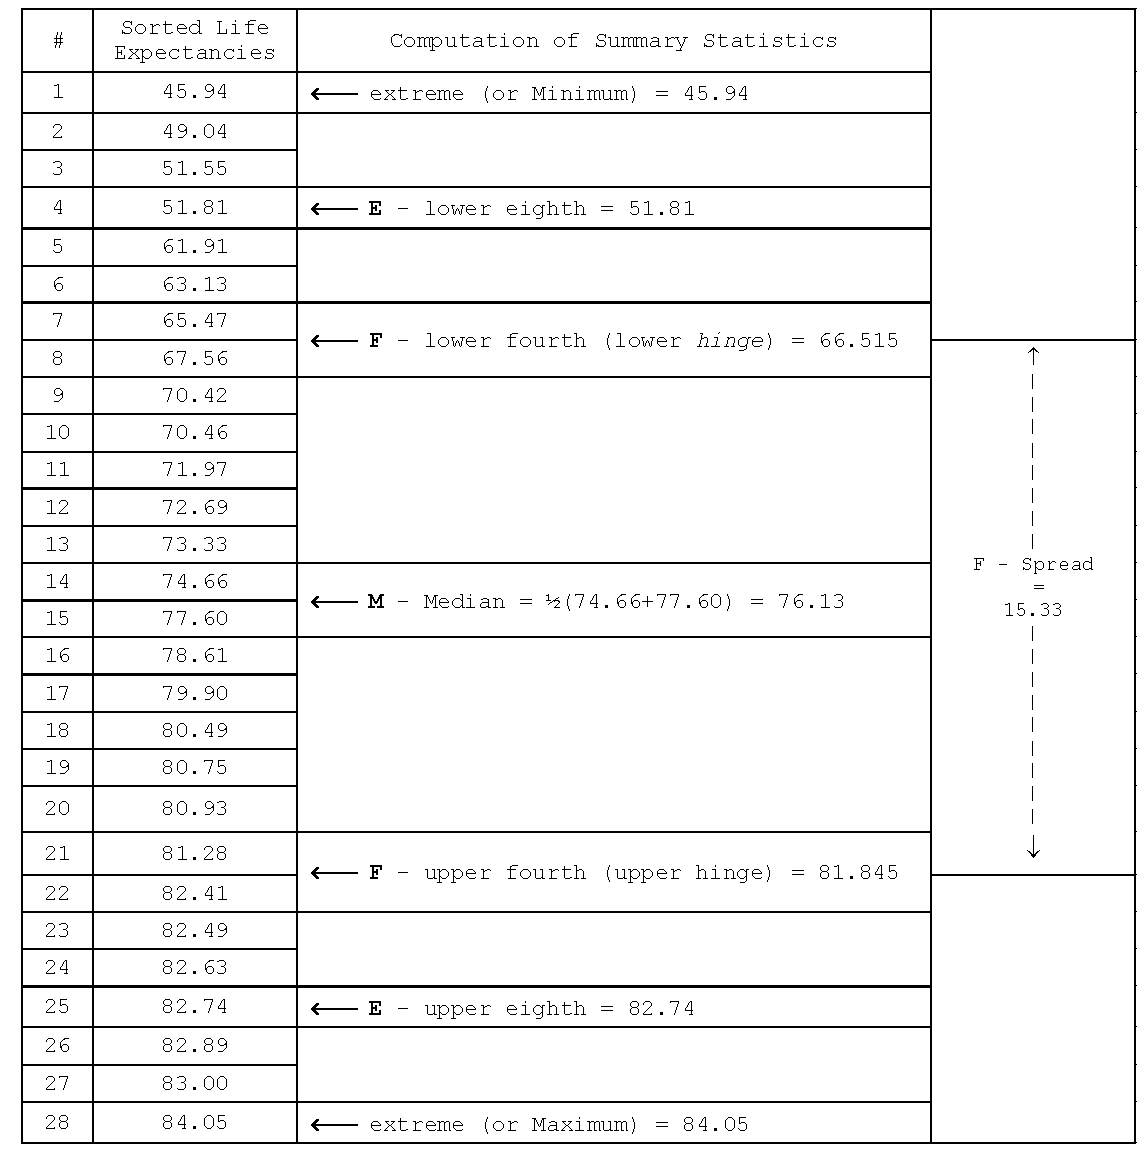 # Sorted Life Expectancies Computation of Summary Statistics
1 45.94 ← extreme (or Minimum) = 45.94
2 49.04
3 51.55
4 51.81 ← E - lower eighth = 51.81
5 61.91
6 63.13
7 65.47
← F - lower fourth (lower hinge) = 66.515
8 67.56
9 70.42
10 70.46
11 71.97
12 72.69
13 73.33
14 74.66
← M - Median = ½(74.66+77.60) = 76.13
15 77.60
16 78.61
17 79.90
18 80.49
19 80.75
20 80.93
21 81.28
← F - upper fourth (upper hinge) = 81.845
22 82.41
23 82.49
24 82.63
25 82.74 ← E - upper eighth = 82.74
26 82.89
27 83.00
28 84.05 ← extreme (or Maximum) = 84.05
F - Spread
=
15.33